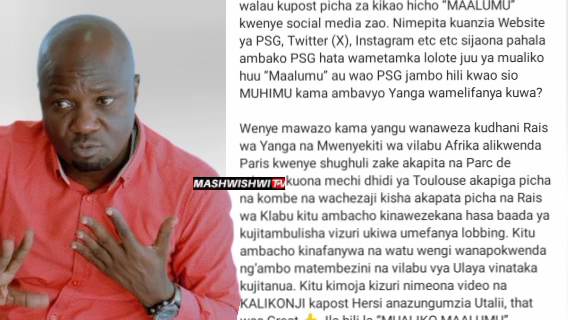 walau kupost picha za kikao hicho “MAALUMU”
kwenye social media zao. Nimepita kuanzia Website
ya PSG, Twitter (X), Instagram etc etc sijaona pahala
ambako PSG hata wametamka lolote juu ya mualiko
huu “Maalumu” au wao PSG jambo hili kwao sio
MUHIMU kama ambavyo Yanga wamelifanya kuwa?
Wenye mawazo kama yangu wanaweza kudhani Rais
wa Yanga na Mwenyekiti wa vilabu Afrika alikwenda
Paris kwenye shughuli zake akapita na Parc de
MASHWISHWI TV kuona mechi dhidi ya Toulouse akapiga picha
na kombe na wachezaji kisha akapata picha na Rais
wa Klabu kitu ambacho kinawezekana hasa baada ya
kujitambulisha vizuri ukiwa umefanya lobbing. Kitu
ambacho kinafanywa na watu wengi wanapokwenda
ng’ambo matembezini na vilabu vya Ulaya vinataka
kujitanua. Kitu kimoja kizuri nimeona video na
KALIKONJI kapost Hersi anazungumzia Utalii, that
was Great 👍 Ila hili la “MUALIKO MAALUMU”